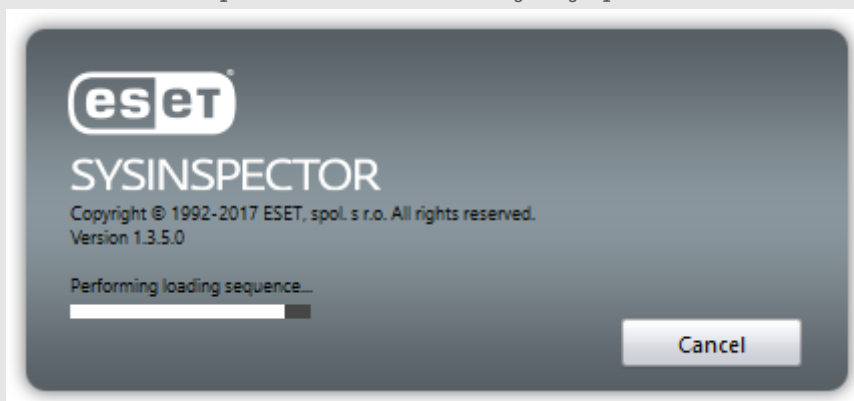 eseT
®
SYSINSPECTOR
Copyright © 1992-2017 ESET, spol. s r.o. All rights reserved.
Version 1.3.5.0
Performing loading sequence...
Cancel